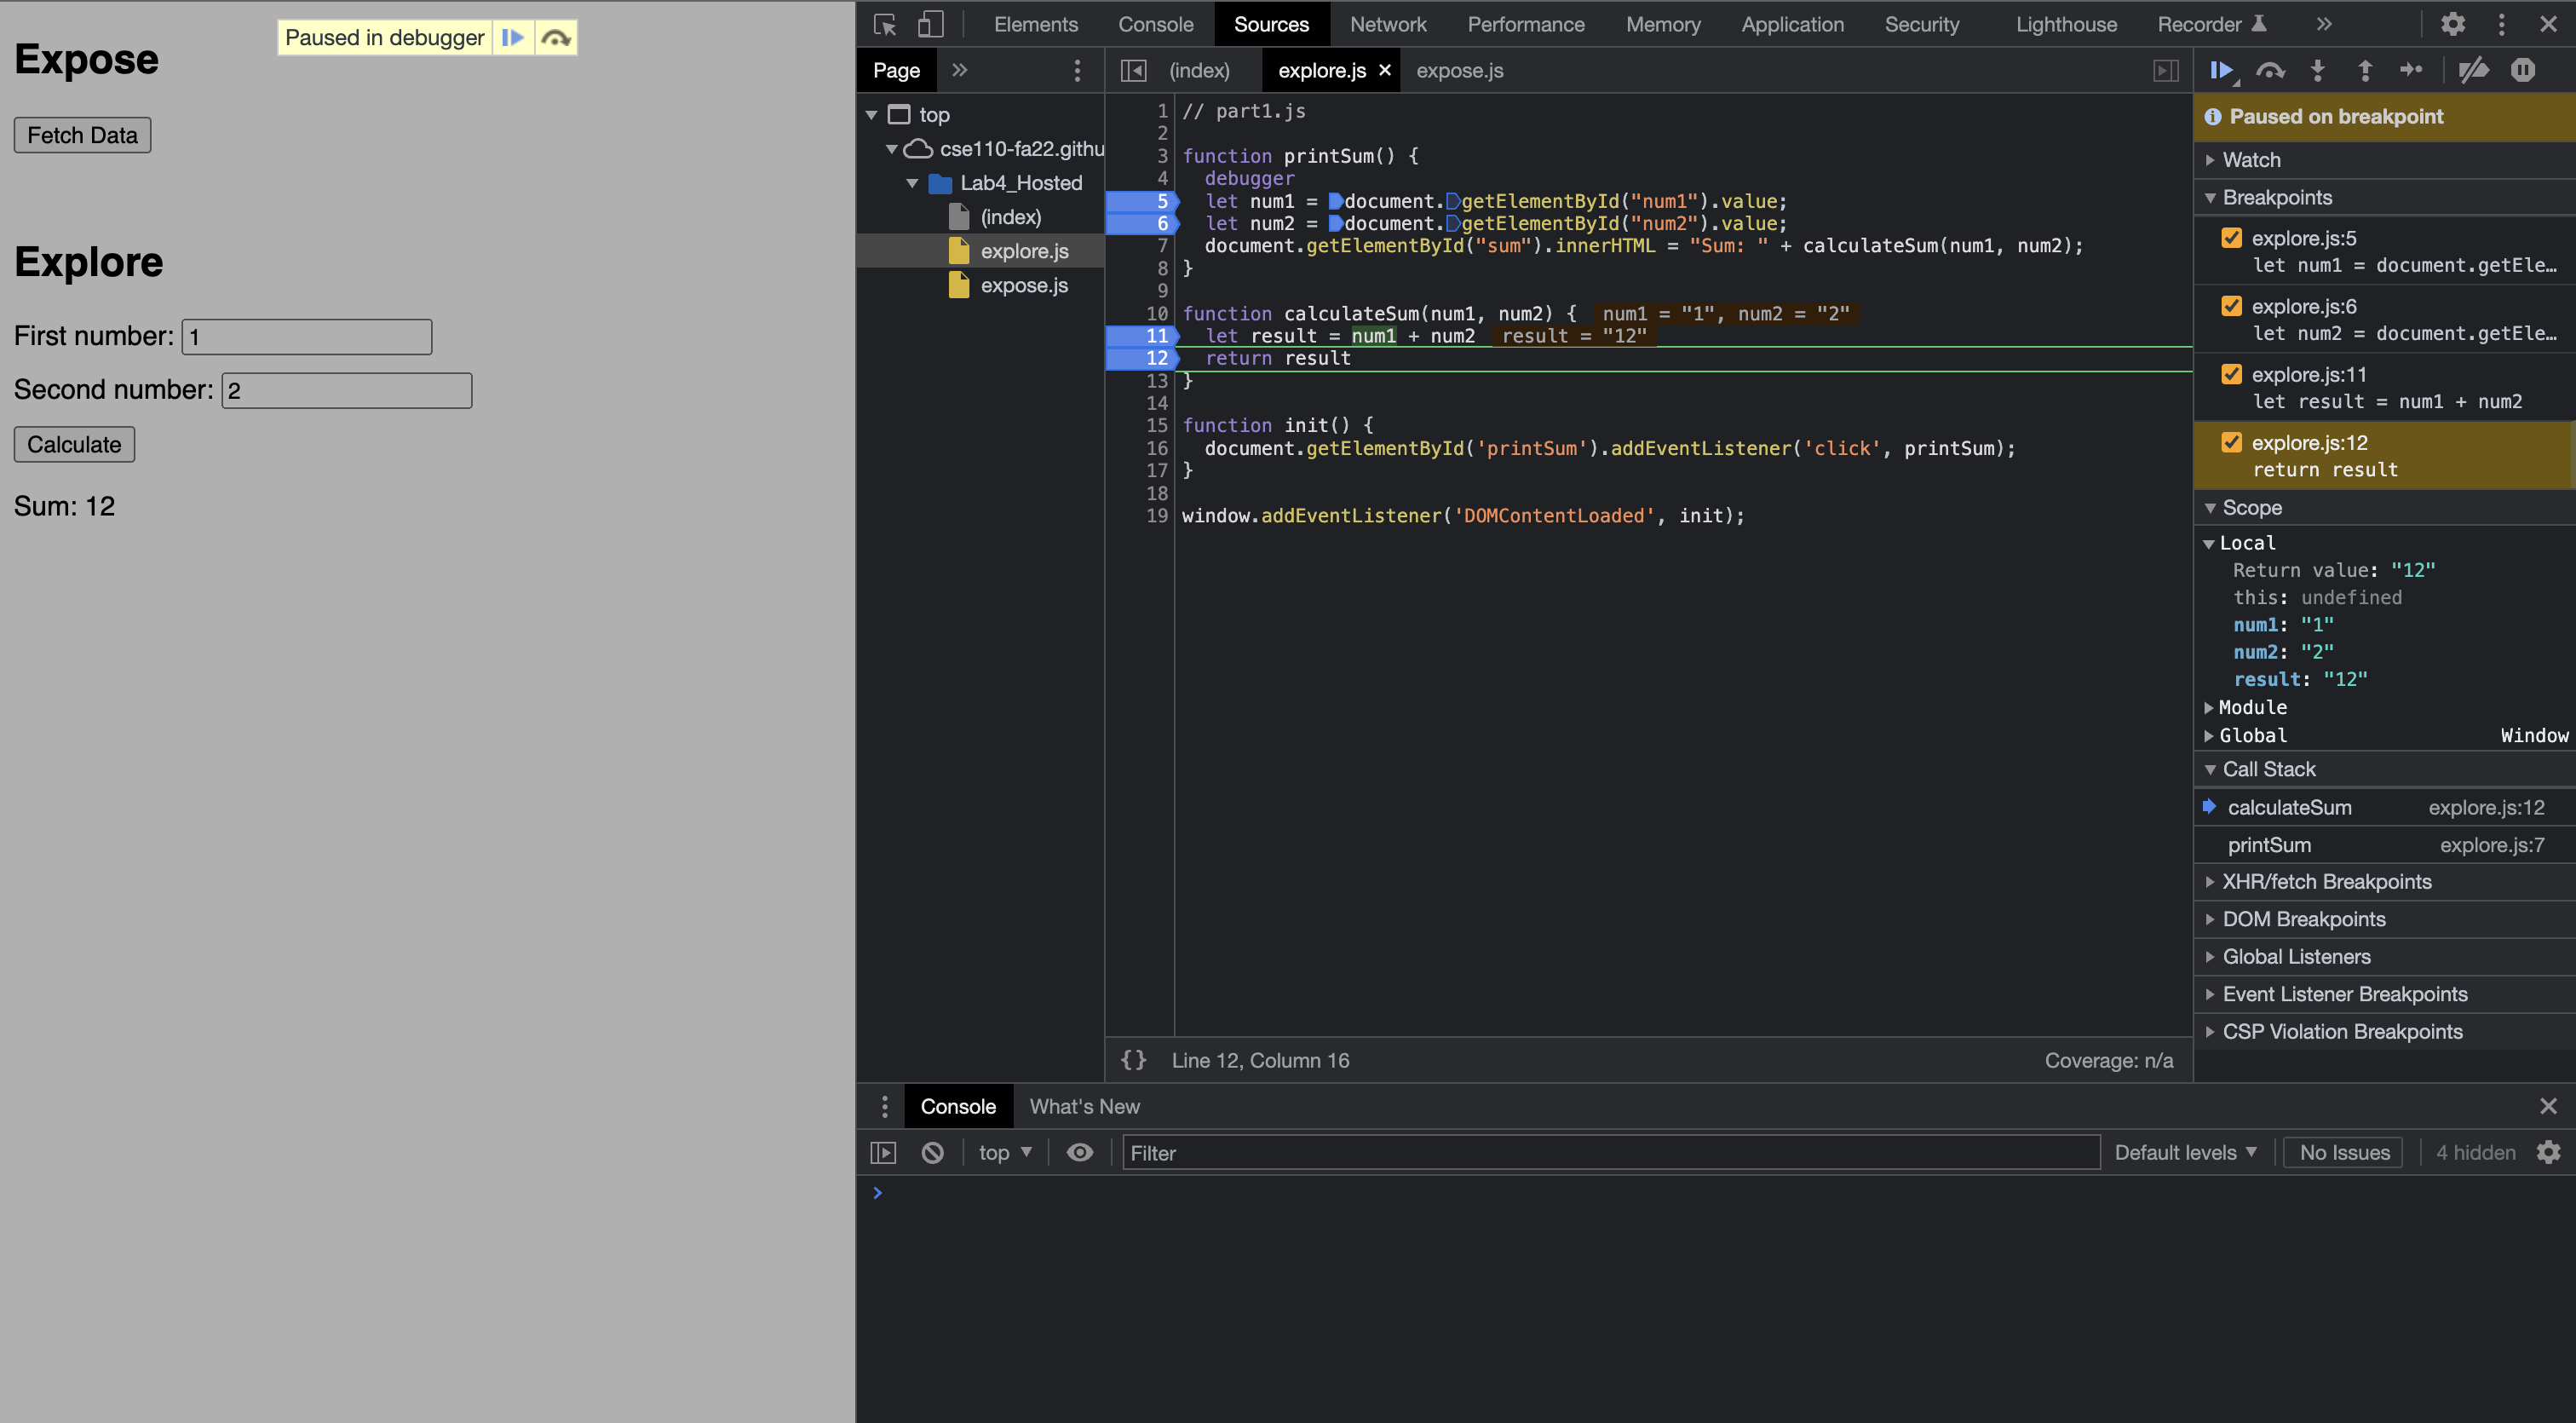 Expose
Paused in debugger
Fetch Data
Explore
First number: 1
Second number: 2
Calculate
Sum: 12
Elements Console Sources Network Performance Memory Application Security Lighthouse Recorder
Page
(index) explore.js expose.js
top
cse110-fa22.githu
Lab4_Hosted
(index)
explore.js
expose.js
1 // part1.js
2
3 function printSum() {
4 debugger
5 let num1 = document.getElementById("num1").value;
6 let num2 = document.getElementById("num2").value;
7 document.getElementById("sum").innerHTML = "Sum: " + calculateSum(num1, num2);
8 }
9
10 function calculateSum(num1, num2) { num1 = "1", num2 = "2"
11 let result = num1 + num2 result = "12"
12 return result
13 }
14
15 function init() {
16 document.getElementById('printSum').addEventListener('click', printSum);
17 }
18
19 window.addEventListener('DOMContentLoaded', init);
Line 12, Column 16
Coverage: n/a
Paused on breakpoint
Watch
Breakpoints
explore.js:5
let num1 = document.getEle…
explore.js:6
let num2 = document.getEle…
explore.js:11
let result = num1 + num2
explore.js:12
return result
Scope
Local
Return value: "12"
this: undefined
num1: "1"
num2: "2"
result: "12"
Module
Global Window
Call Stack
calculateSum explore.js:12
printSum explore.js:7
XHR/fetch Breakpoints
DOM Breakpoints
Global Listeners
Event Listener Breakpoints
CSP Violation Breakpoints
Console What's New
top Filter Default levels No Issues 4 hidden